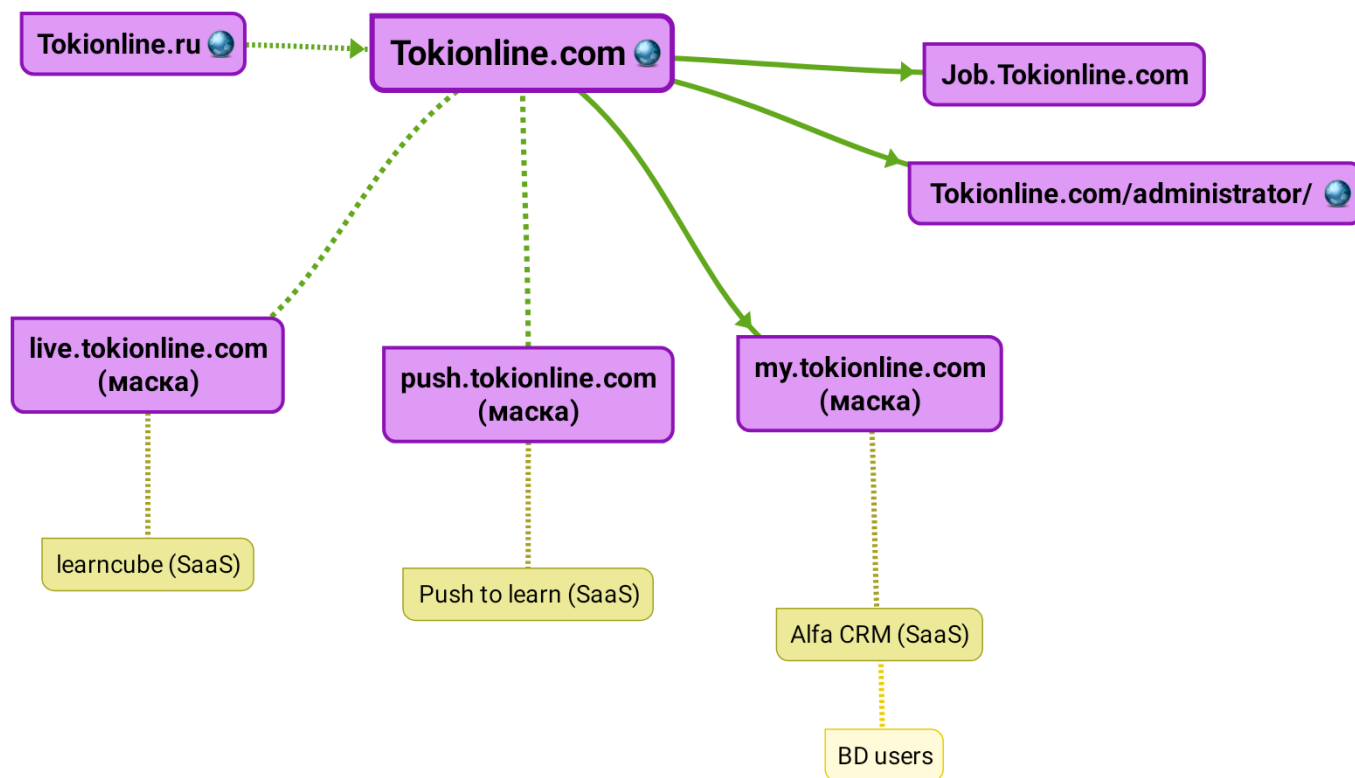 Tokionline.ru
Tokionline.com
Job.Tokionline.com
Tokionline.com/administrator/
live.tokionline.com
(маска)
push.tokionline.com
(маска)
my.tokionline.com
(маска)
learncube (SaaS)
Push to learn (SaaS)
Alfa CRM (SaaS)
BD users